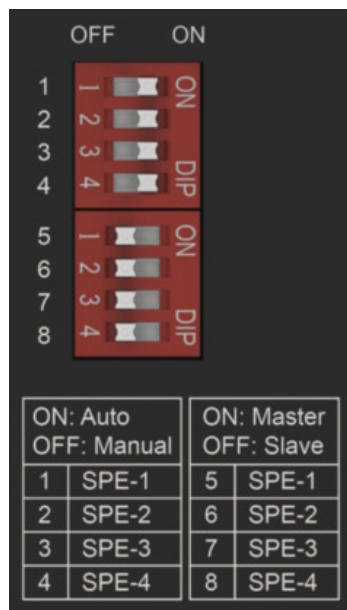 OFF ON
1 1 ON
2 2
3 3
4 4 DIP
5 1 ON
6 2
7 3
8 4 DIP
ON: Auto ON: Master
OFF: Manual OFF: Slave
1 SPE-1 5 SPE-1
2 SPE-2 6 SPE-2
3 SPE-3 7 SPE-3
4 SPE-4 8 SPE-4